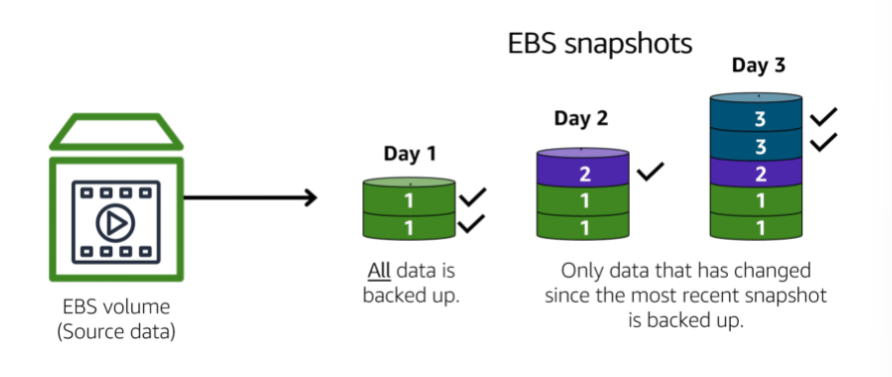 EBS snapshots
EBS volume
(Source data)
Day 1
1
1
All data is
backed up.
Day 2
2
1
1
Day 3
3
3
2
1
1
Only data that has changed
since the most recent snapshot
is backed up.